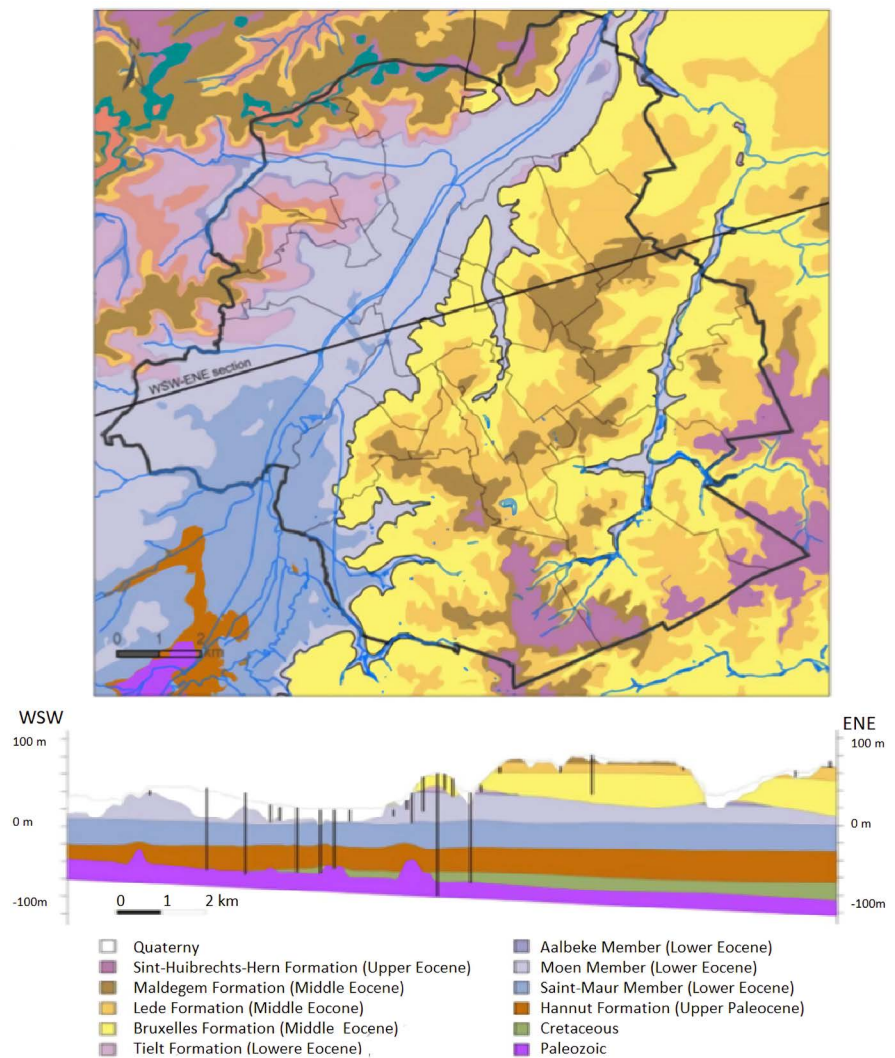 N
WSW-ENE section
0 1 2
km
WSW
ENE
100 m
100 m
0 m
0 m
-100m
-100m
0 1 2 km
Quaterny
Sint-Huibrechts-Hern Formation (Upper Eocene)
Maldegem Formation (Middle Eocene)
Lede Formation (Middle Eocone)
Bruxelles Formation (Middle Eocene)
Tielt Formation (Lowere Eocene)
Aalbeke Member (Lower Eocene)
Moen Member (Lower Eocene)
Saint-Maur Member (Lower Eocene)
Hannut Formation (Upper Paleocene)
Cretaceous
Paleozoic